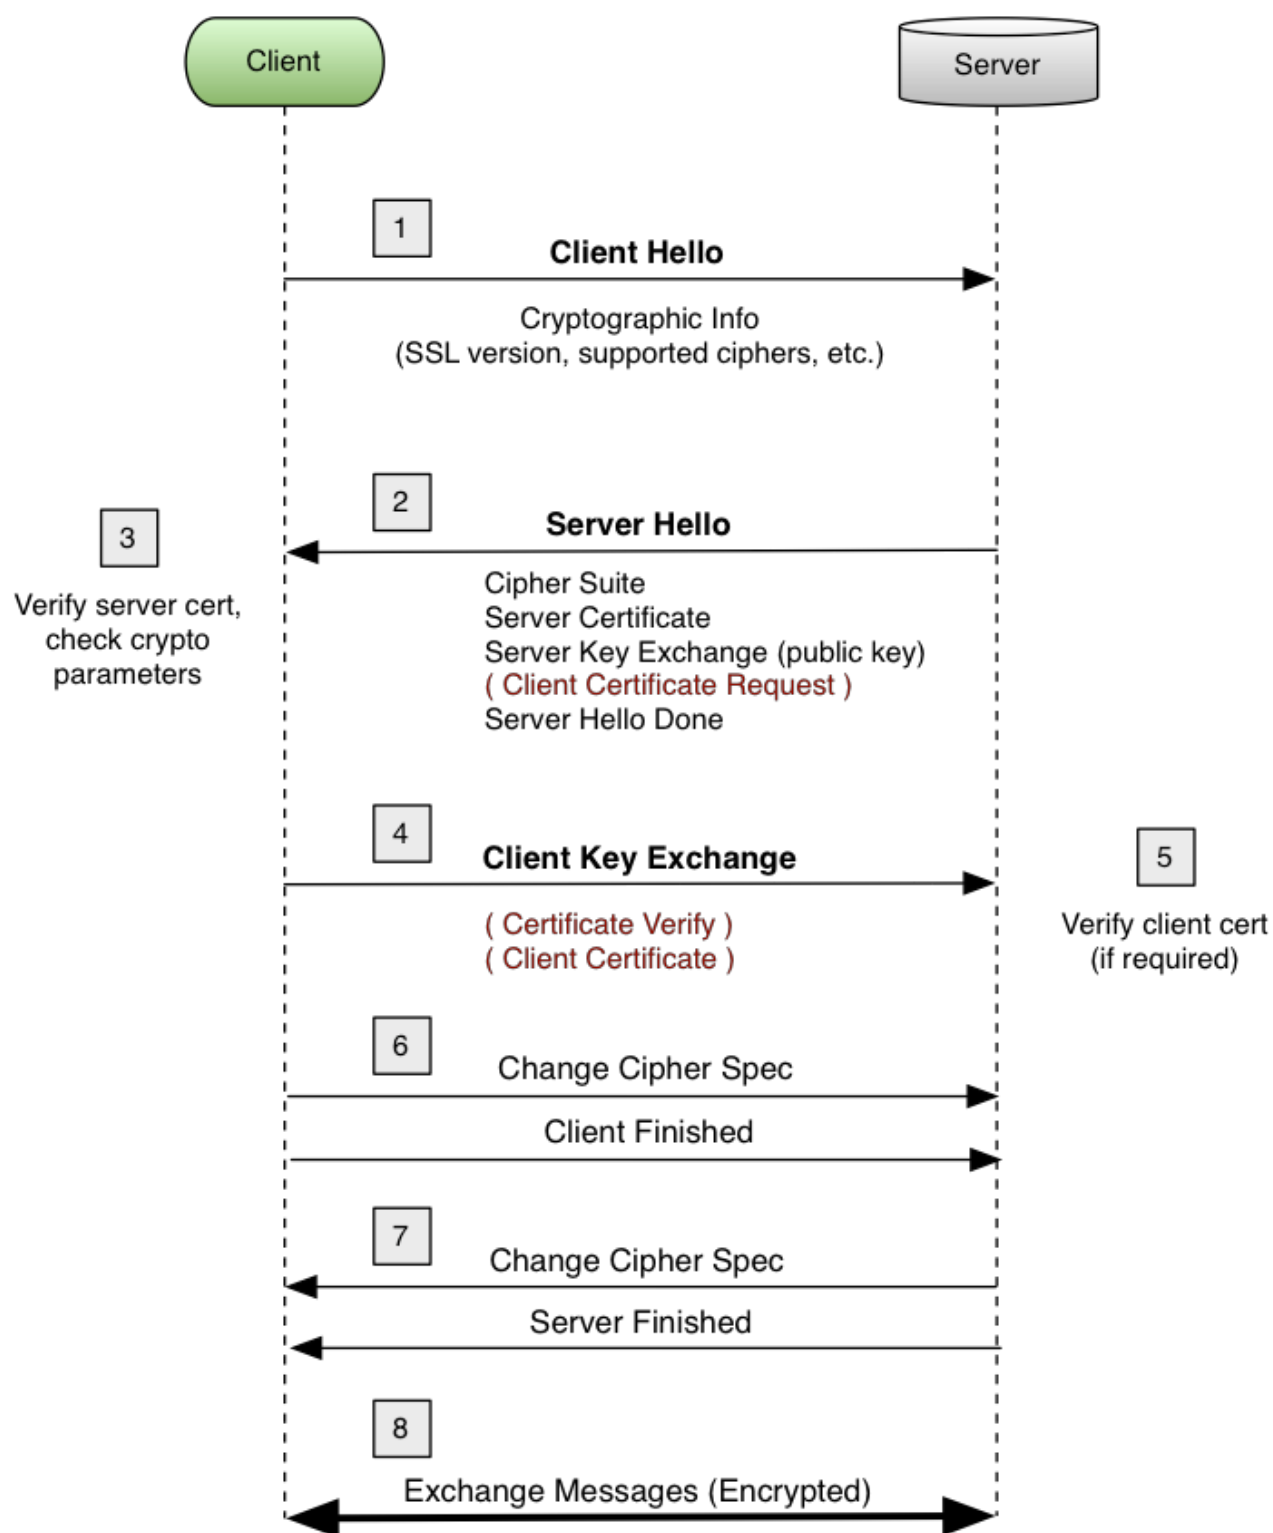 Client
Server
1
Client Hello
Cryptographic Info
(SSL version, supported ciphers, etc.)
2
Server Hello
Cipher Suite
Server Certificate
Server Key Exchange (public key)
( Client Certificate Request )
Server Hello Done
3
Verify server cert,
check crypto
parameters
4
Client Key Exchange
( Certificate Verify )
( Client Certificate )
5
Verify client cert
(if required)
6
Change Cipher Spec
Client Finished
7
Change Cipher Spec
Server Finished
8
Exchange Messages (Encrypted)